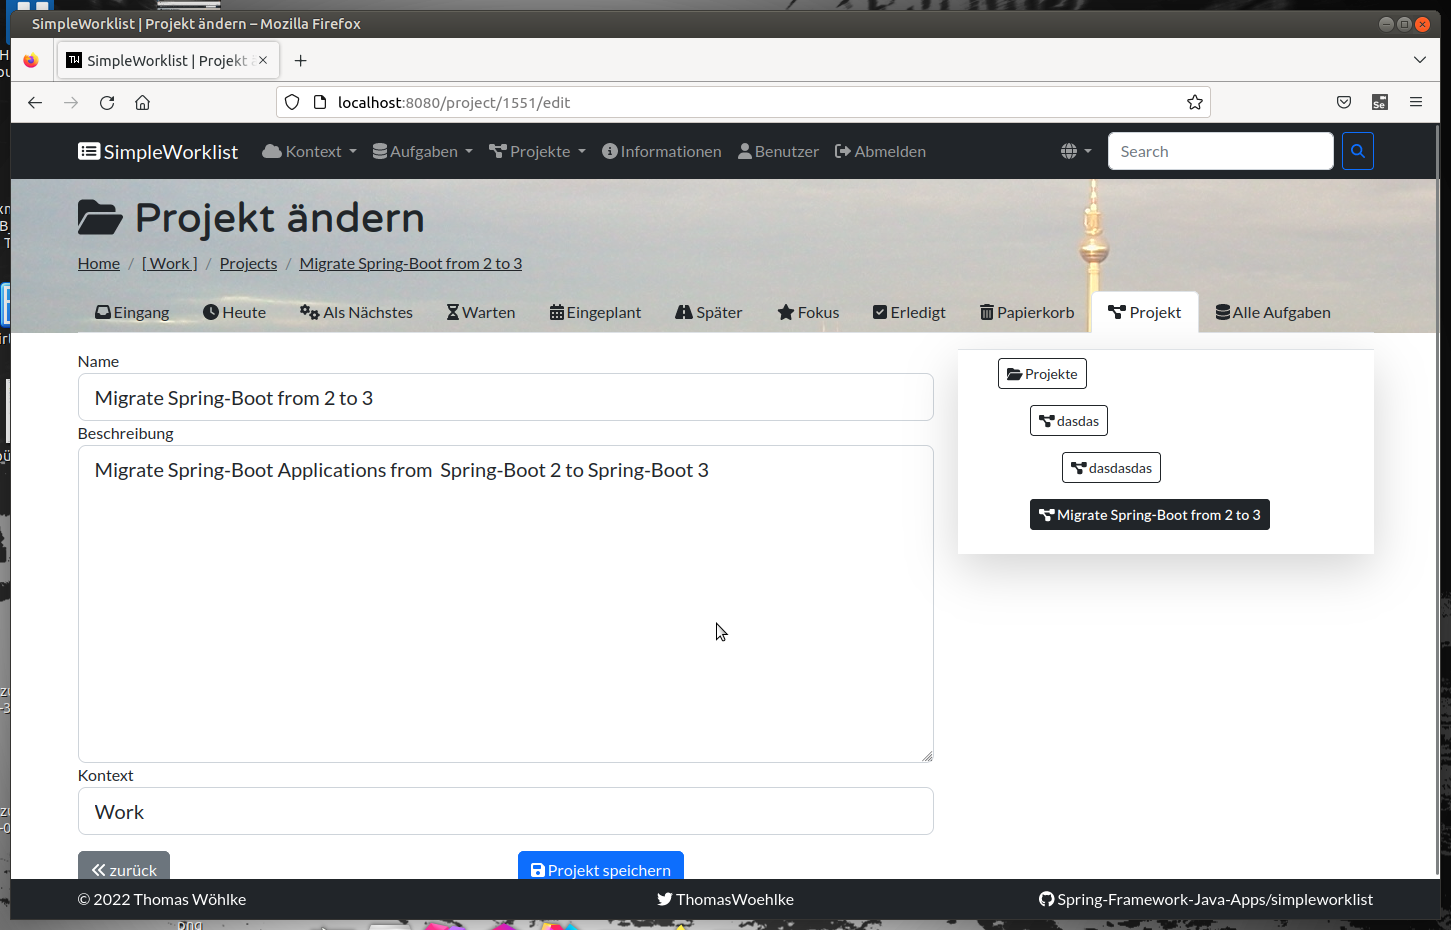 SimpleWorklist | Projekt ändern – Mozilla Firefox
SimpleWorklist | Projekt
localhost:8080/project/1551/edit
Se
SimpleWorklist Kontext Aufgaben Projekte Informationen Benutzer Abmelden Search
Projekt ändern
Home / [ Work ] / Projects / Migrate Spring-Boot from 2 to 3
Eingang Heute Als Nächstes Warten Eingeplant Später Fokus Erledigt Papierkorb Projekt Alle Aufgaben
Name
Migrate Spring-Boot from 2 to 3
Beschreibung
Migrate Spring-Boot Applications from  Spring-Boot 2 to Spring-Boot 3
Kontext
Work
zurück Projekt speichern
Projekte
dasdas
dasdasdas
Migrate Spring-Boot from 2 to 3
© 2022 Thomas Wöhlke ThomasWoehlke Spring-Framework-Java-Apps/simpleworklist
png